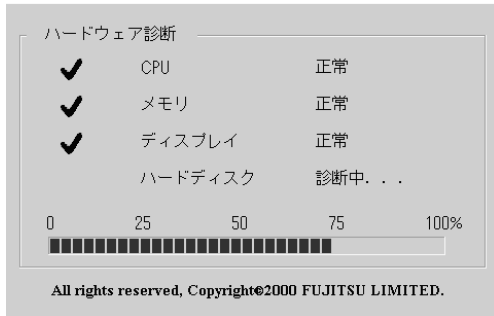 ハードウェア診断
CPU 正常
メモリ 正常
ディスプレイ 正常
ハードディスク 診断中...
0 25 50 75 100%
All rights reserved, Copyright©2000 FUJITSU LIMITED.